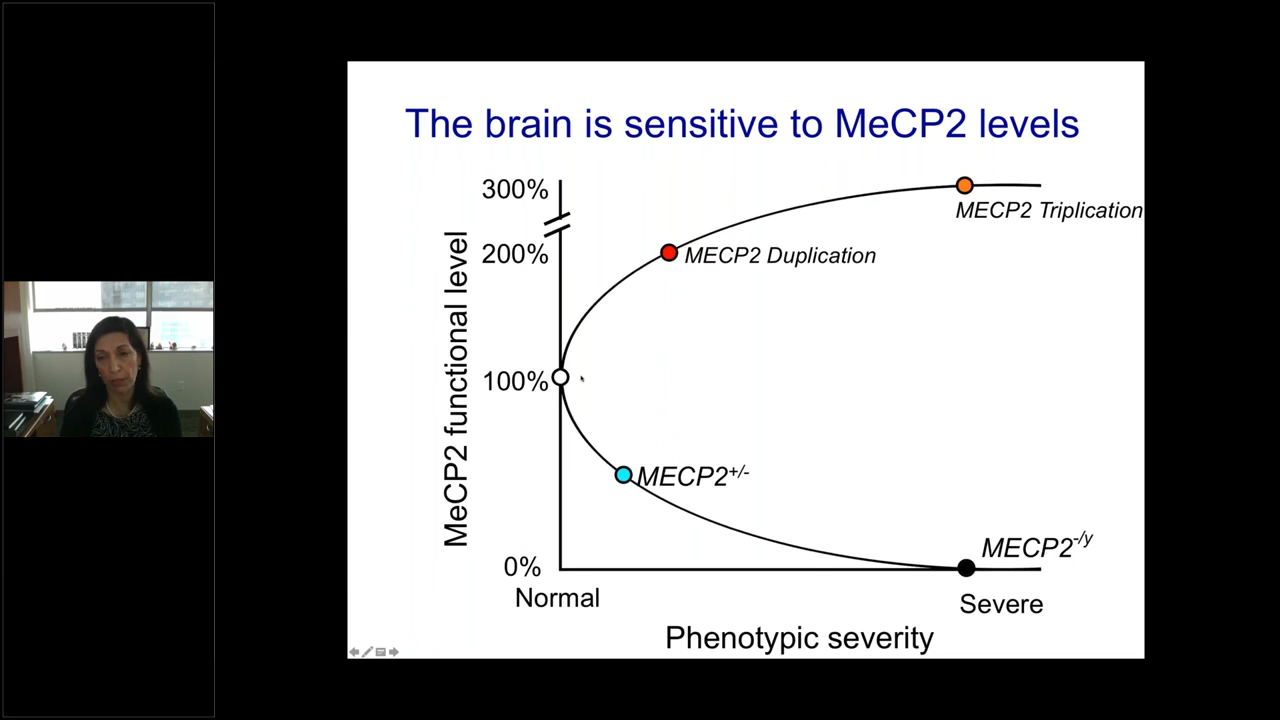 The brain is sensitive to MeCP2 levels
300%
MECP2 Triplication
200%
MECP2 Duplication
MeCP2 functional level
100%
MECP2+/-
MECP2-/y
0%
Normal
Severe
Phenotypic severity